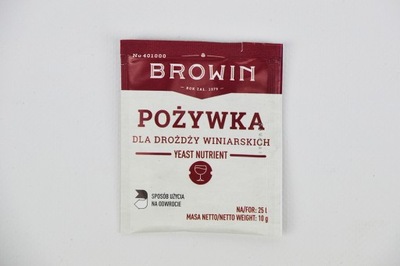 No 401000
BROWIN
ROK ZAŁ. 1979
POŻYWKA
DLA DROŻDŻY WINIARSKICH
YEAST NUTRIENT
SPOSÓB UŻYCIA
NA ODWROCIE
NA/FOR: 25 l
MASA NETTO/NETTO WEIGHT: 10 g